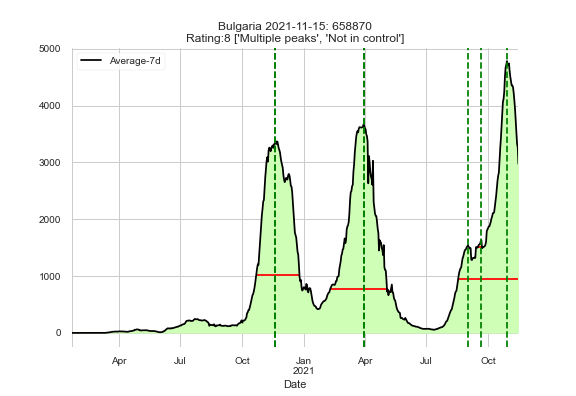 Bulgaria 2021-11-15: 658870
Rating:8 ['Multiple peaks', 'Not in control']
Average-7d
5000
4000
3000
2000
1000
0
Apr Jul Oct Jan Apr Jul Oct
2021
Date